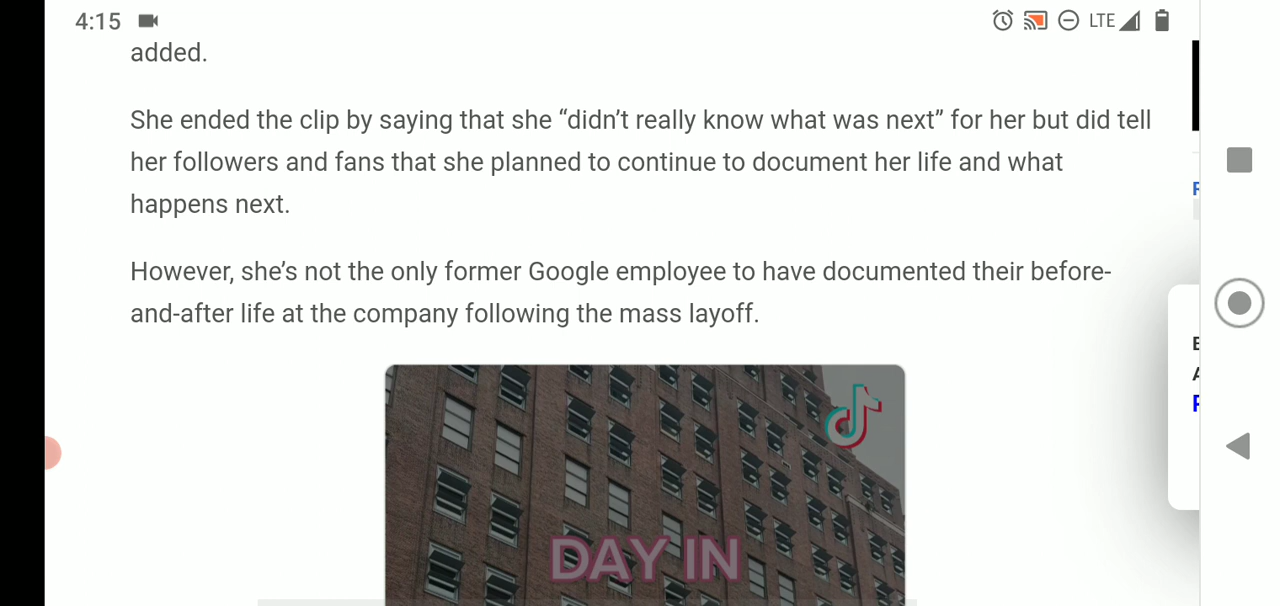 4:15
LTE
added.
She ended the clip by saying that she “didn’t really know what was next” for her but did tell
her followers and fans that she planned to continue to document her life and what
happens next.
However, she’s not the only former Google employee to have documented their before-
and-after life at the company following the mass layoff.
DAY IN